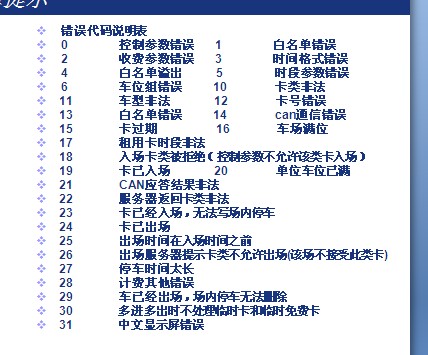 错误代码说明表
0 控制参数错误 1 白名单错误
2 收费参数错误 3 时间格式错误
4 白名单溢出 5 时段参数错误
6 车位组错误 10 卡类非法
11 车型非法 12 卡号错误
13 白名单错误 14 can通信错误
15 卡过期 16 车场满位
17 租用卡时段非法
18 入场卡类被拒绝（控制参数不允许该类卡入场）
19 卡已入场 20 单位车位已满
21 CAN应答结果非法
22 服务器返回卡类非法
23 卡已经入场，无法写场内停车
24 卡已出场
25 出场时间在入场时间之前
26 出场服务器提示卡类不允许出场(该场不接受此类卡)
27 停车时间太长
28 计费其他错误
29 车已经出场，场内停车无法删除
30 多进多出时不处理临时卡和临时免费卡
31 中文显示屏错误